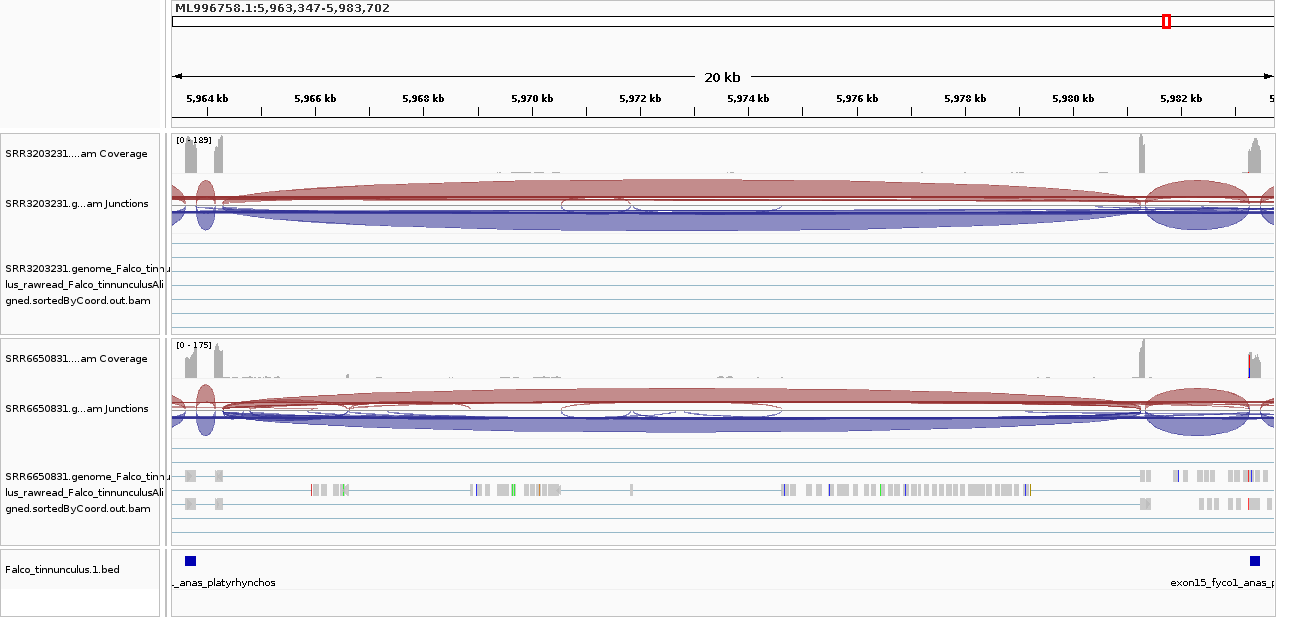 ML996758.1:5,963,347-5,983,702
20 kb
5,964 kb 5,966 kb 5,968 kb 5,970 kb 5,972 kb 5,974 kb 5,976 kb 5,978 kb 5,980 kb 5,982 kb 5
[0 - 189]
SRR3203231....am Coverage
SRR3203231.g...am Junctions
SRR3203231.genome_Falco_tinnu
lus_rawread_Falco_tinnunculusAli
gned.sortedByCoord.out.bam
[0 - 175]
SRR6650831....am Coverage
SRR6650831.g...am Junctions
SRR6650831.genome_Falco_tinnu
lus_rawread_Falco_tinnunculusAli
gned.sortedByCoord.out.bam
Falco_tinnunculus.1.bed
_anas_platyrhynchos exon15_fyco1_anas_p